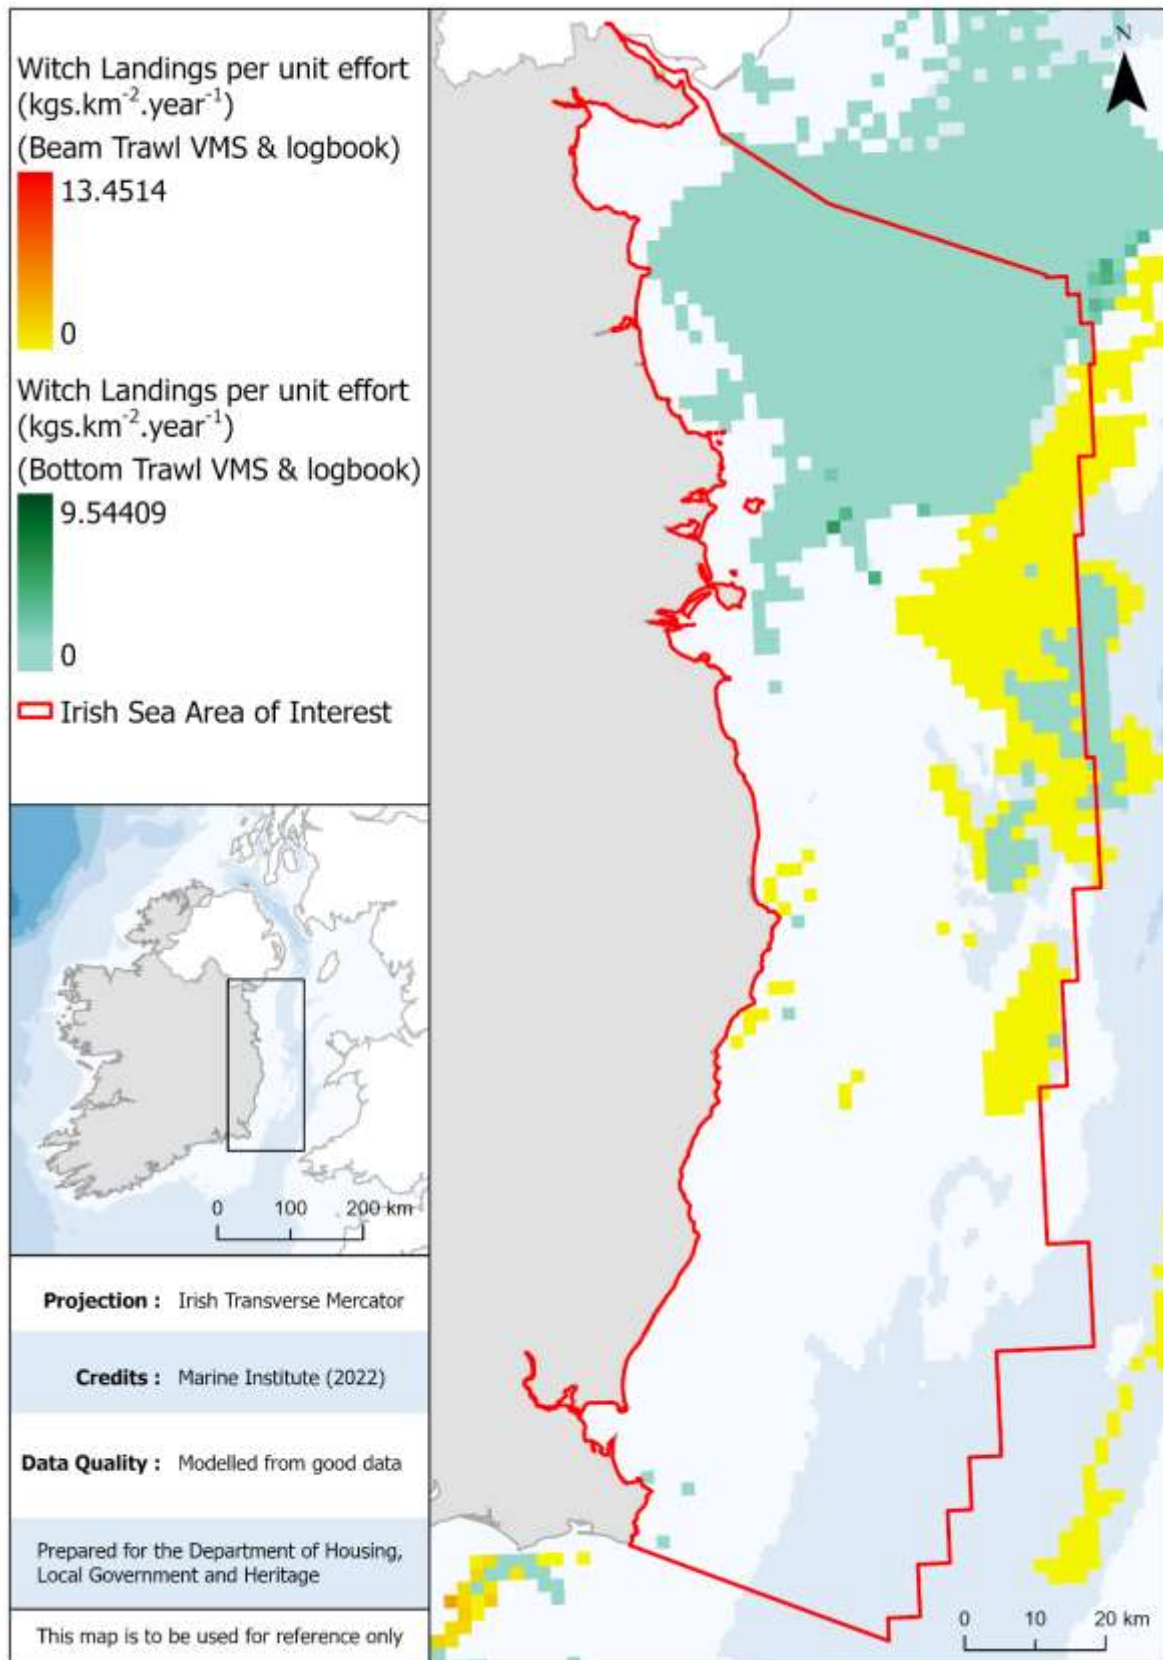 Witch Landings per unit effort
(kgs.km⁻².year⁻¹)
(Beam Trawl VMS & logbook)
13.4514
0
Witch Landings per unit effort
(kgs.km⁻².year⁻¹)
(Bottom Trawl VMS & logbook)
9.54409
0
Irish Sea Area of Interest
0 100 200 km
Projection : Irish Transverse Mercator
Credits : Marine Institute (2022)
Data Quality : Modelled from good data
Prepared for the Department of Housing,
Local Government and Heritage
This map is to be used for reference only
N
0 10 20 km